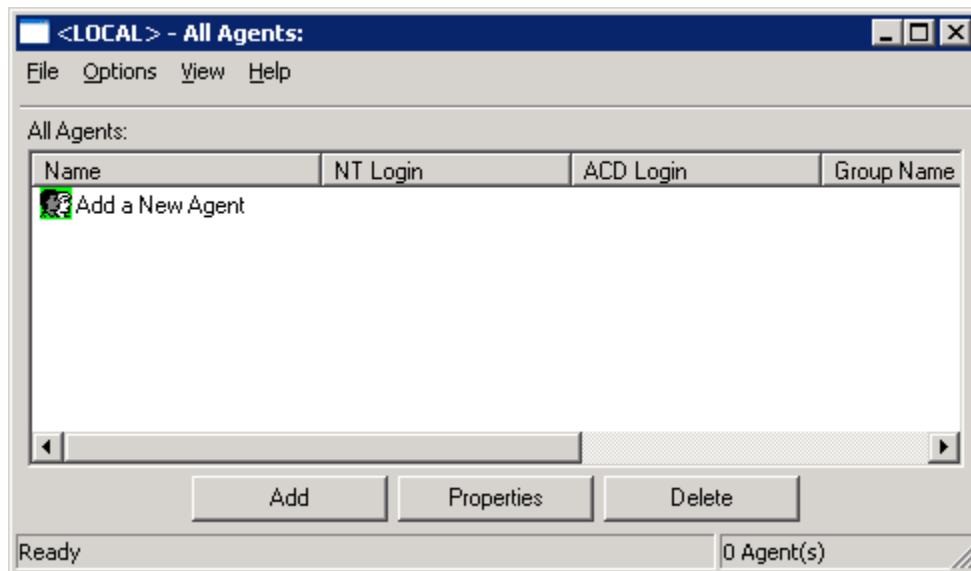 <LOCAL> - All Agents:
File Options View Help
All Agents:
Name NT Login ACD Login Group Name
Add a New Agent
Add Properties Delete
Ready 0 Agent(s)